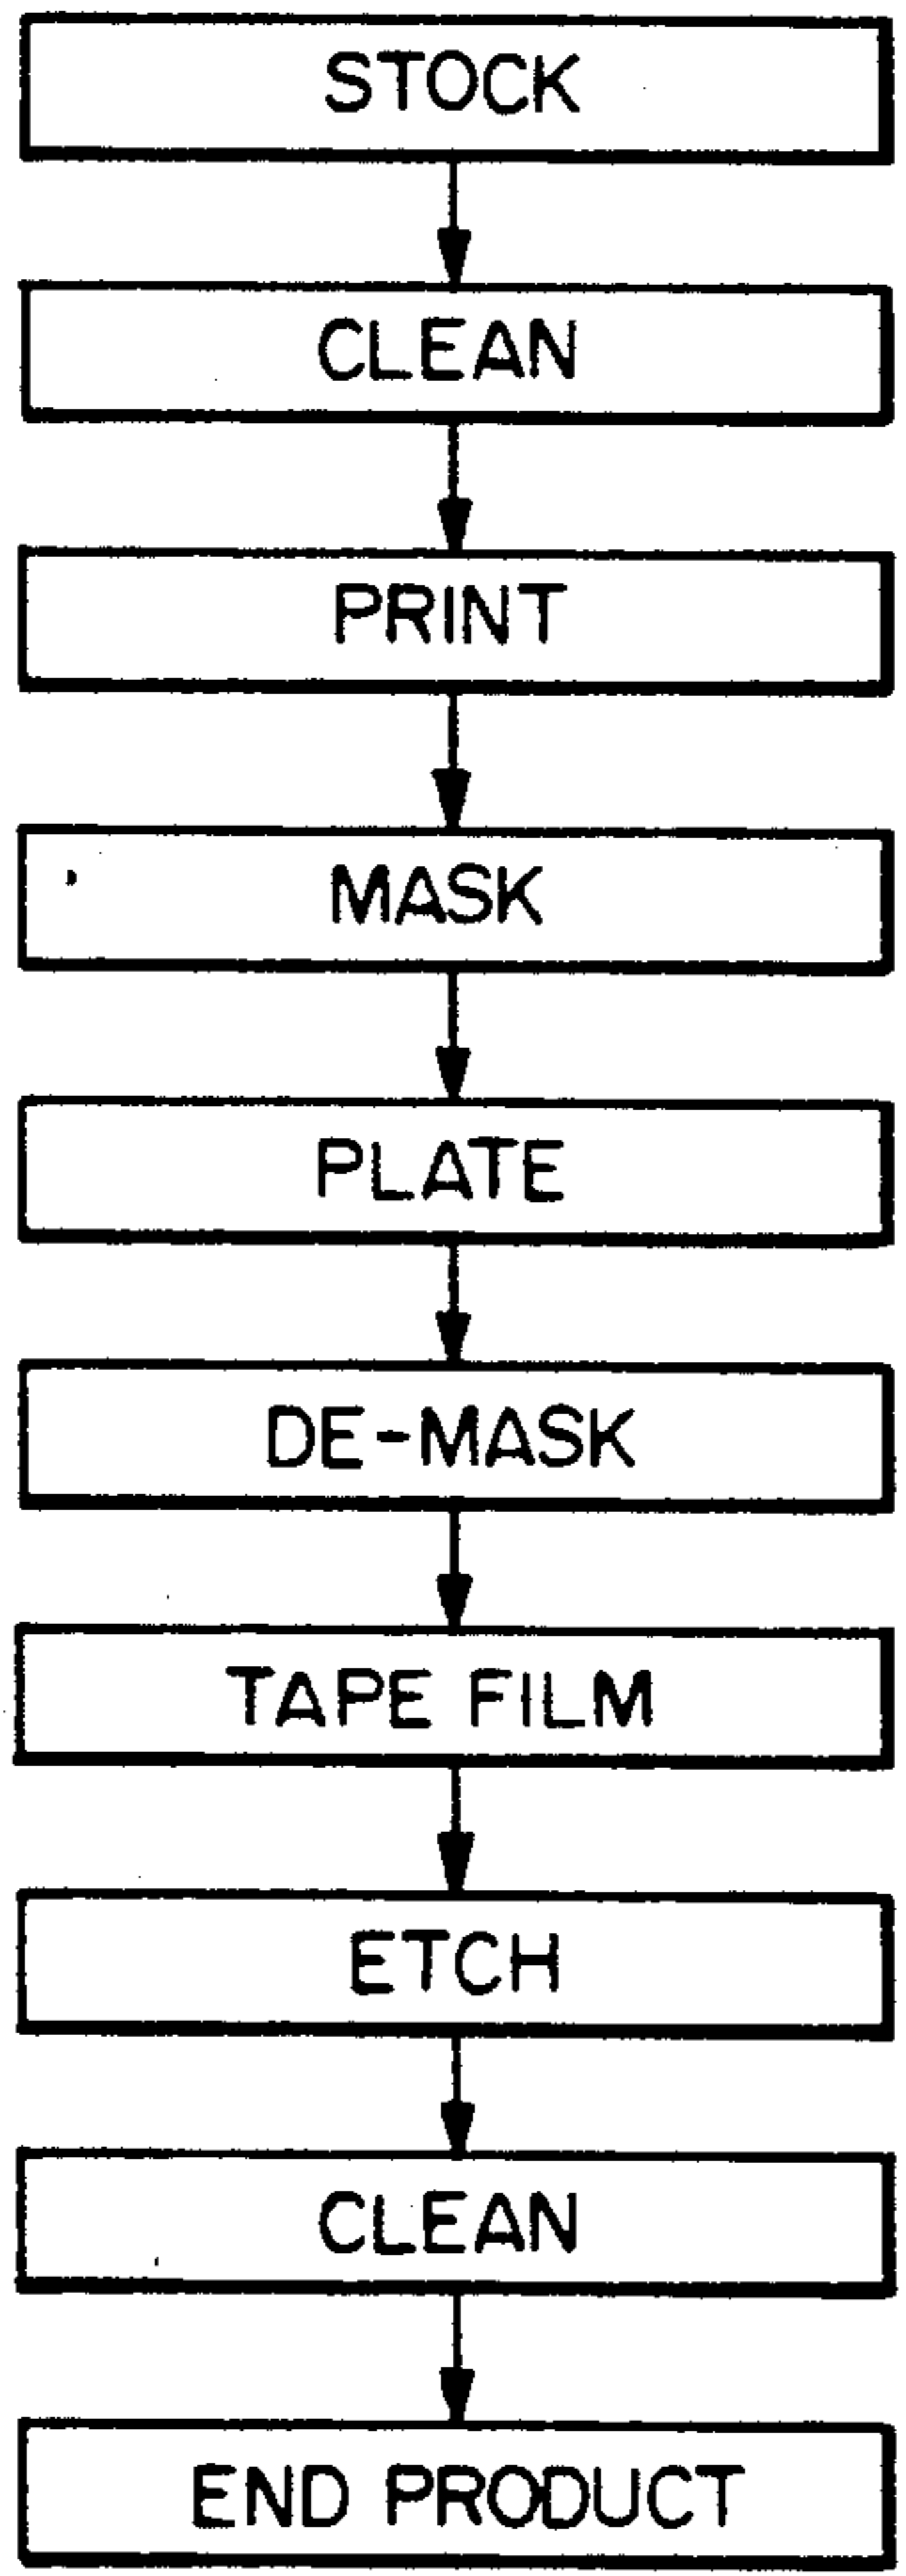 STOCK
CLEAN
PRINT
MASK
PLATE
DE-MASK
TAPE FILM
ETCH
CLEAN
END PRODUCT